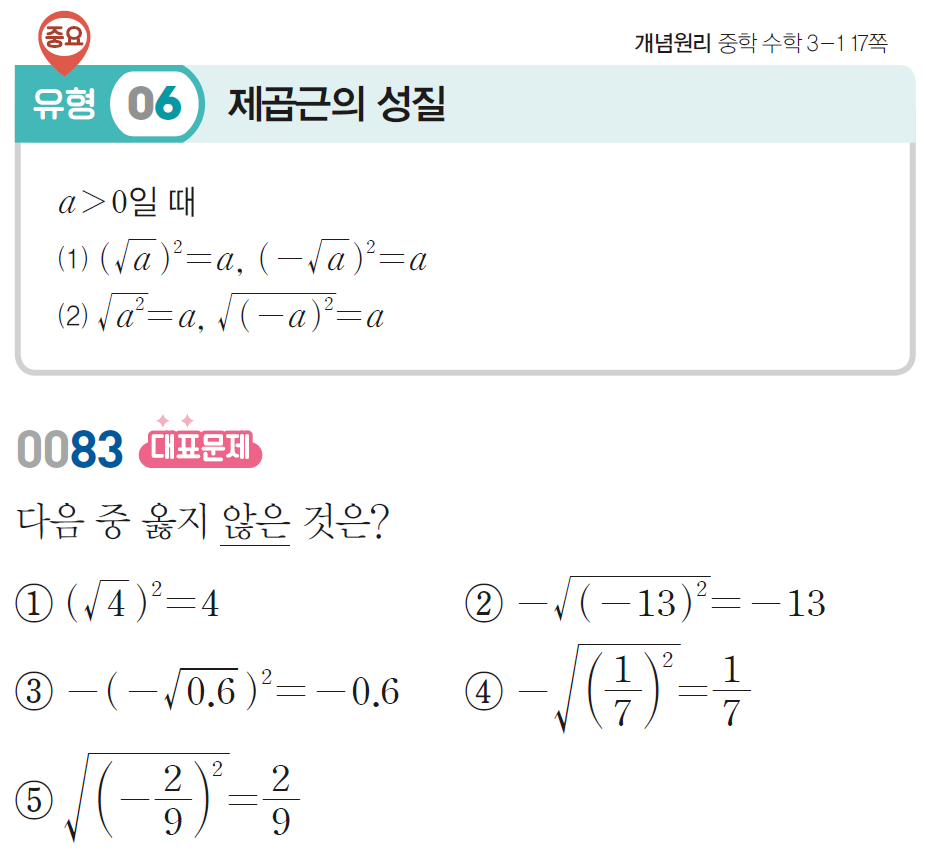 중요
개념원리 중학 수학 3-1 17쪽
유형 06 제곱근의 성질
a>0일 때
(1) (√a)²=a, (-√a)²=a
(2) √a²=a, √(-a)²=a
0083 대표문제
다음 중 옳지 않은 것은?
① (√4)²=4 ② -√(-13)²=-13
③ -(-√0.6)²=-0.6 ④ -√(1/7)²=1/7
⑤ √(-2/9)²=2/9